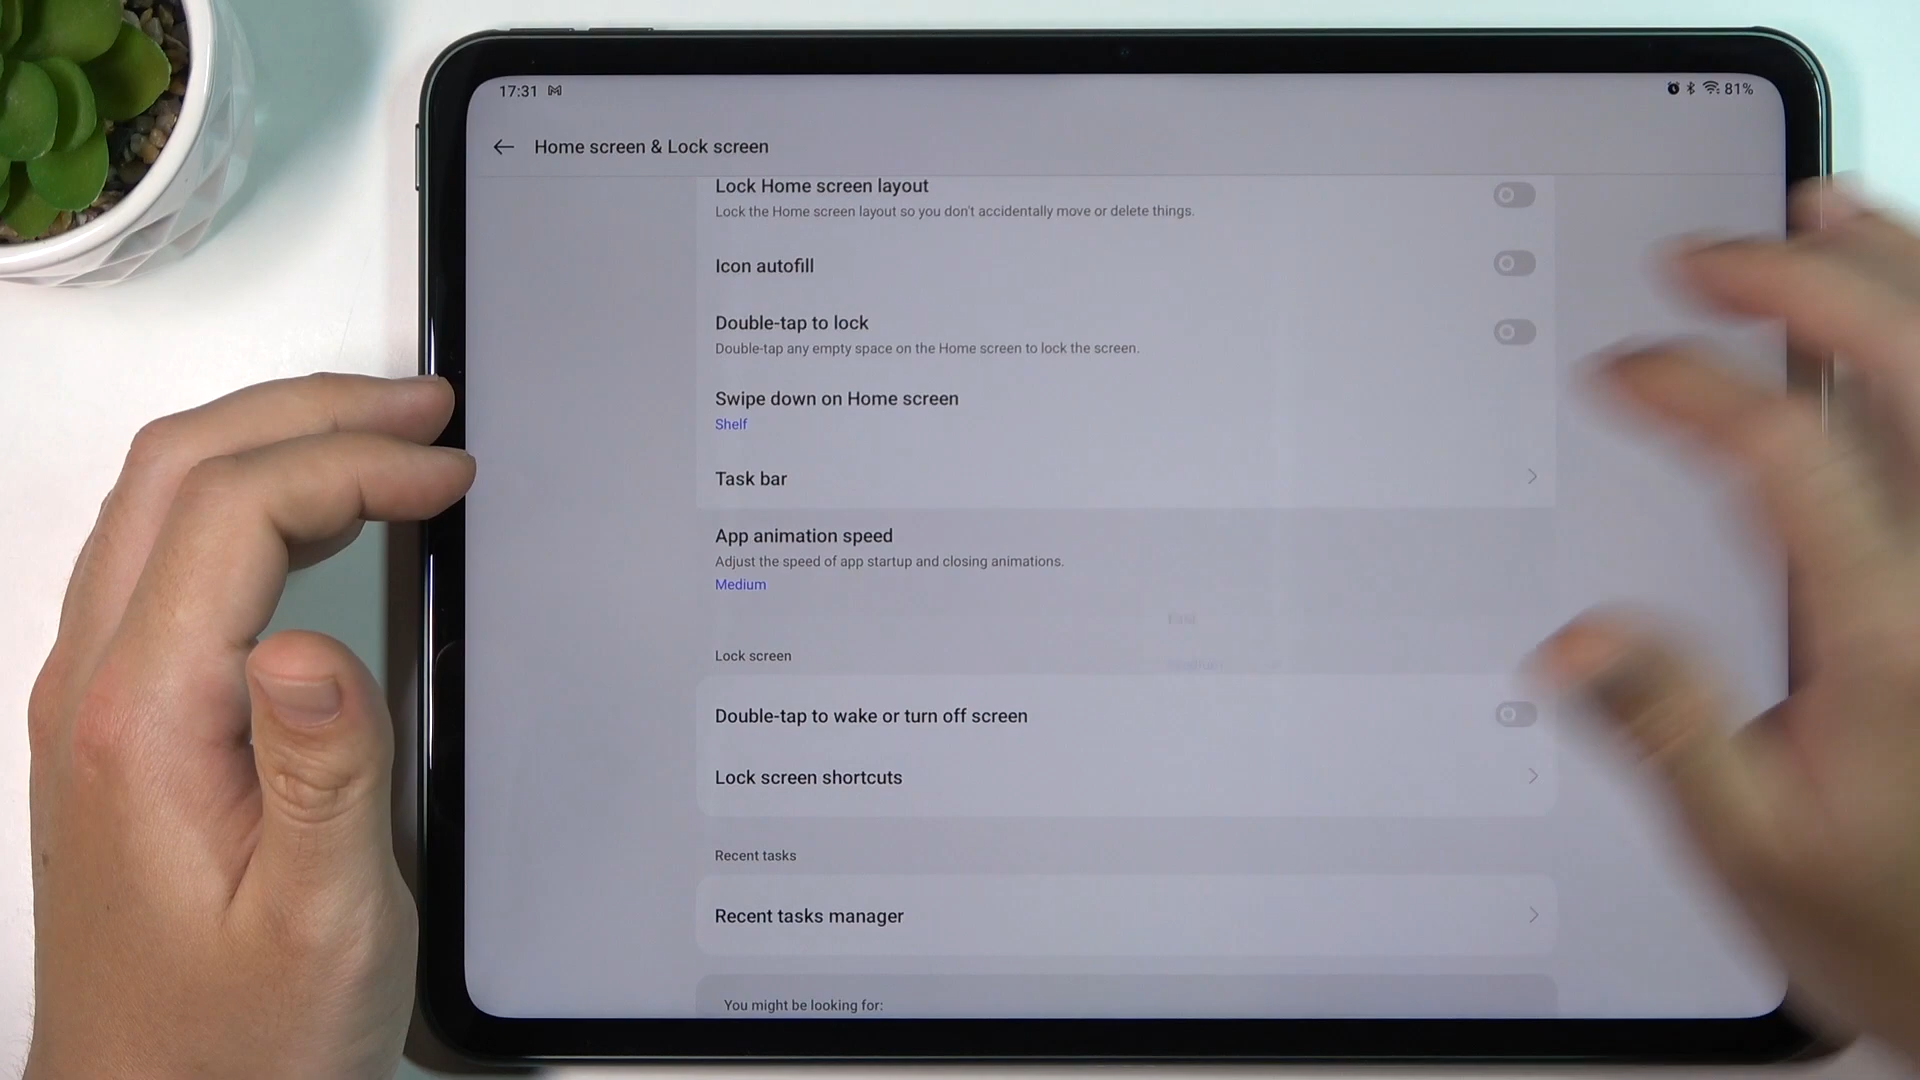 17:31
81%
Home screen & Lock screen
Lock Home screen layout
Lock the Home screen layout so you don't accidentally move or delete things.
Icon autofill
Double-tap to lock
Double-tap any empty space on the Home screen to lock the screen.
Swipe down on Home screen
Shelf
Task bar
App animation speed
Adjust the speed of app startup and closing animations.
Medium
Fast
Medium
Lock screen
Double-tap to wake or turn off screen
Lock screen shortcuts
Recent tasks
Recent tasks manager
You might be looking for: